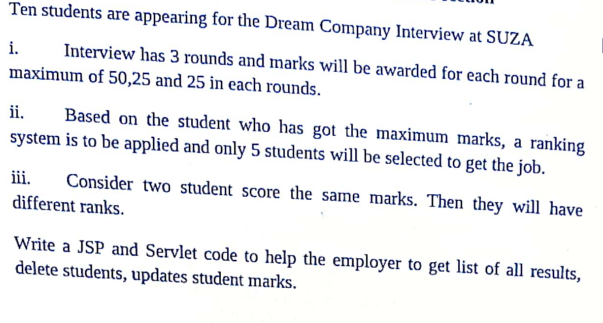 Ten students are appearing for the Dream Company Interview at SUZA
i. Interview has 3 rounds and marks will be awarded for each round for a
maximum of 50,25 and 25 in each rounds.
ii. Based on the student who has got the maximum marks, a ranking
system is to be applied and only 5 students will be selected to get the job.
iii. Consider two student score the same marks. Then they will have
different ranks.
Write a JSP and Servlet code to help the employer to get list of all results,
delete students, updates student marks.